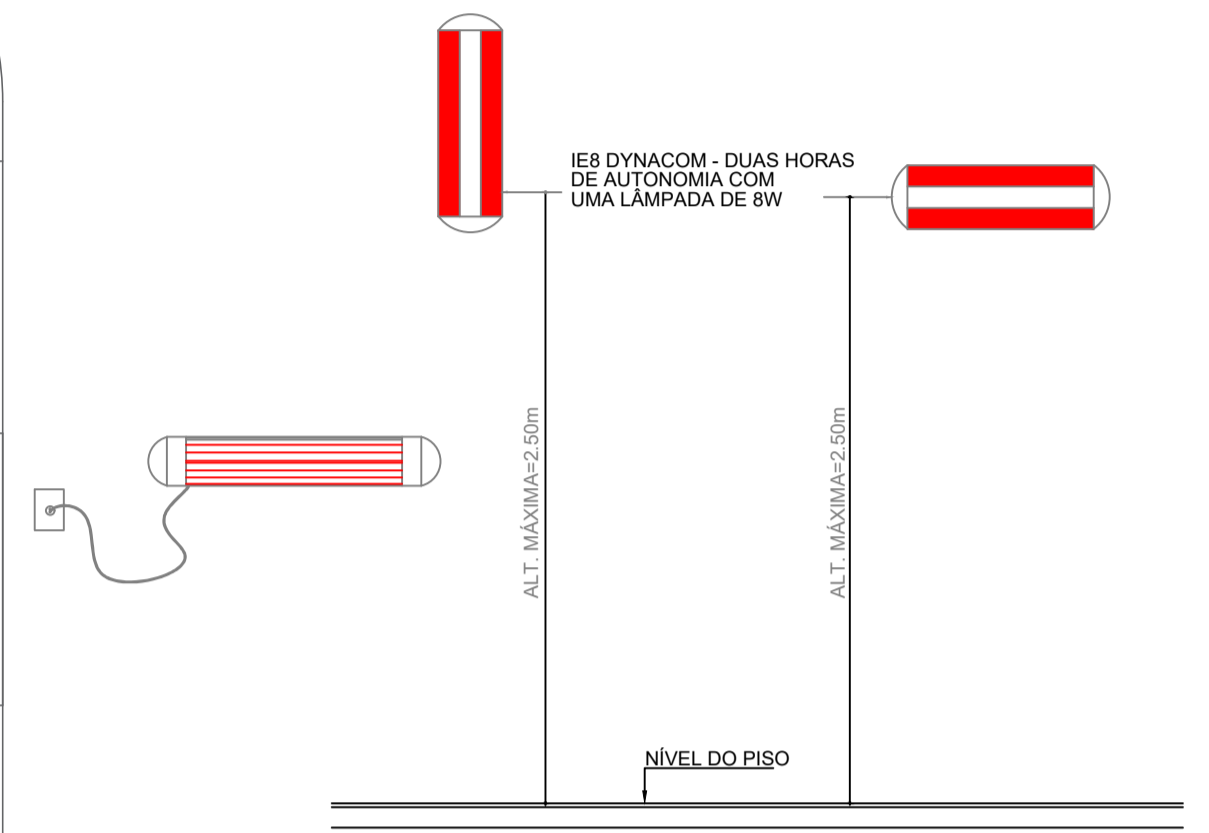 IE8 DYNACOM - DUAS HORAS
DE AUTONOMIA COM
UMA LÂMPADA DE 8W
ALT. MÁXIMA=2.50m
ALT. MÁXIMA=2.50m
NÍVEL DO PISO